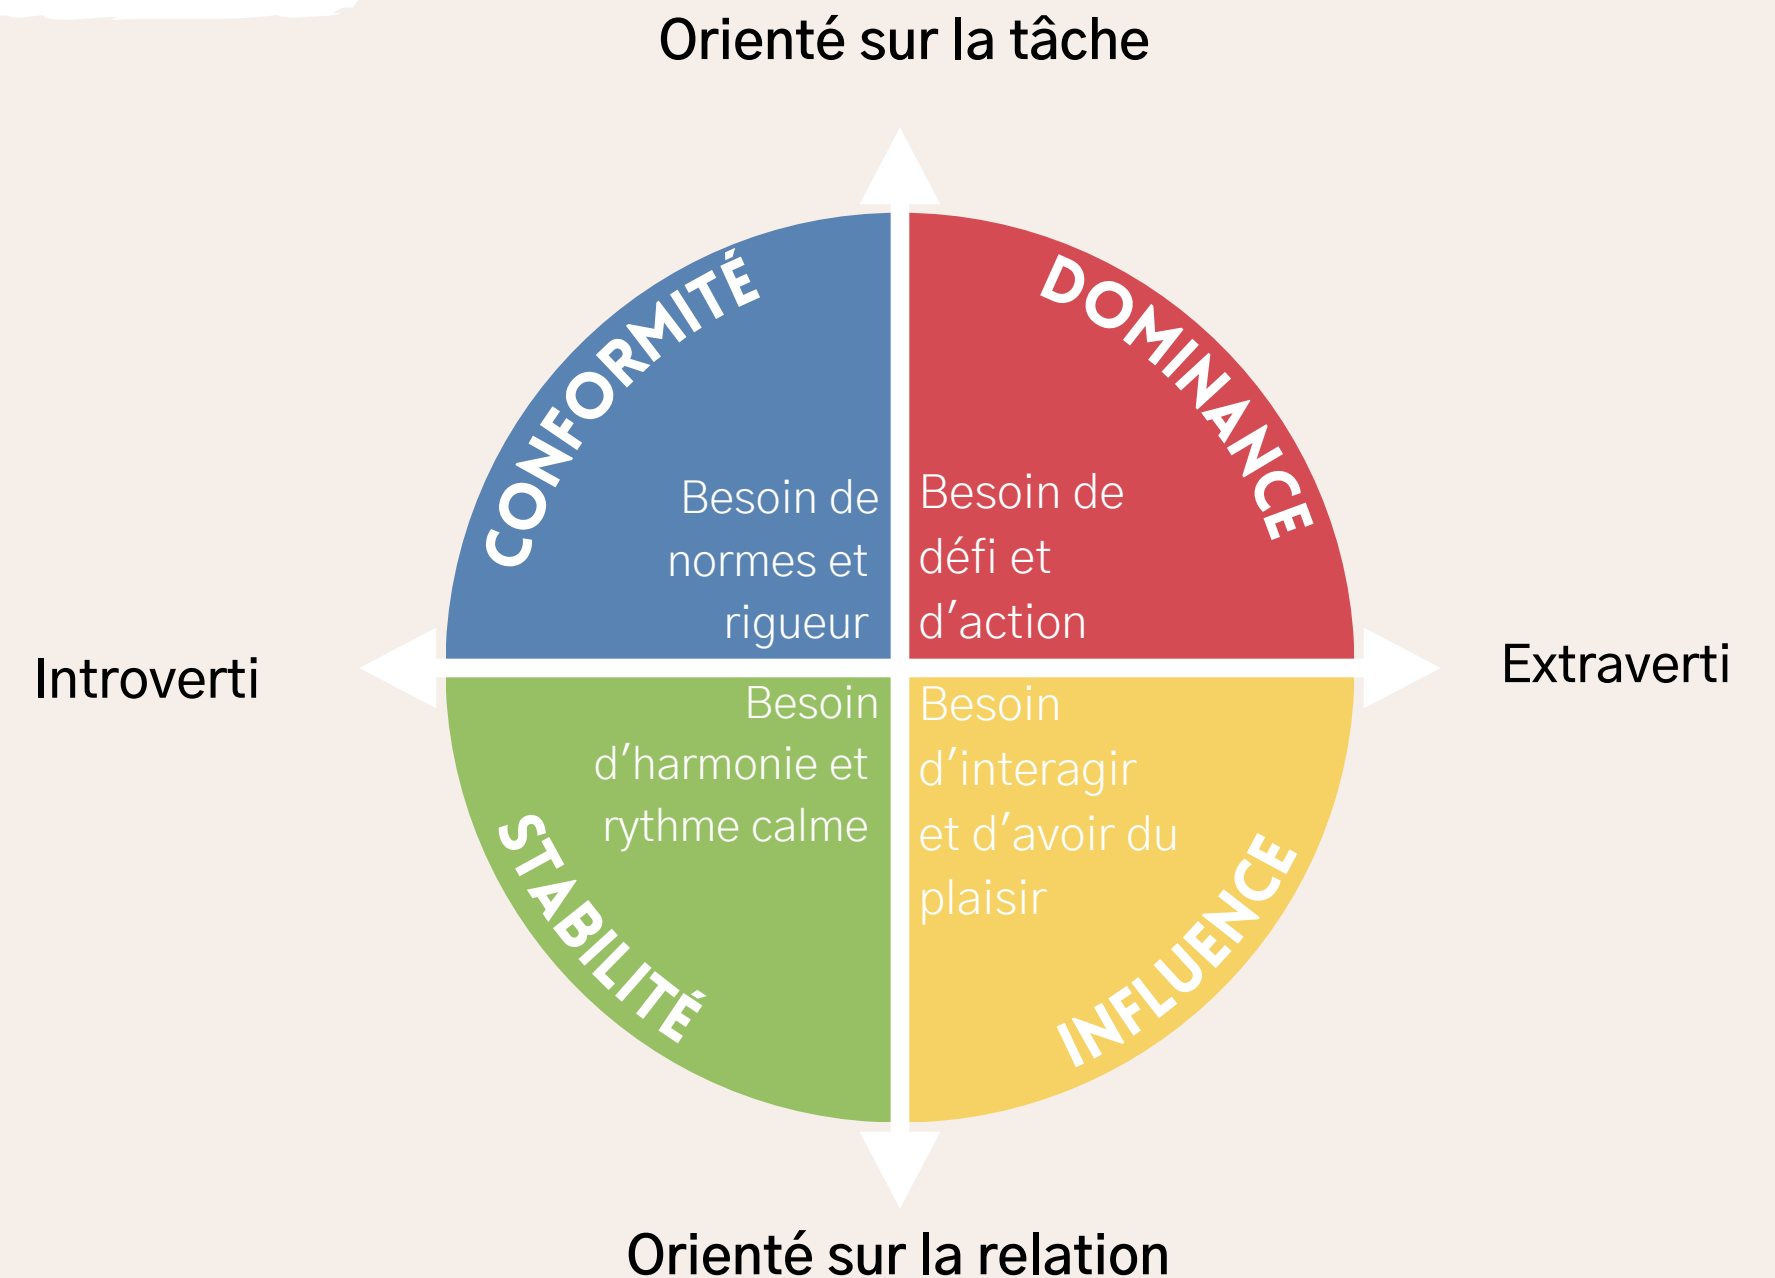 Orienté sur la tâche
CONFORMITÉ
Besoin de
normes et
rigueur
DOMINANCE
Besoin de
défi et
d'action
Introverti
Extraverti
Besoin
d'harmonie et
rythme calme
STABILITÉ
Besoin
d'interagir
et d'avoir du
plaisir
INFLUENCE
Orienté sur la relation